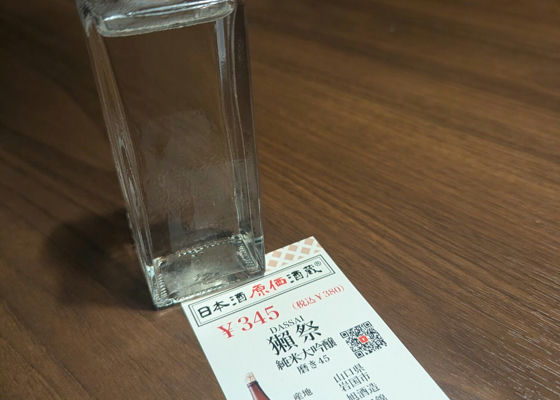 日本酒原価酒蔵®
￥345 (税込￥380)
DASSAI
獺祭
純米大吟醸
磨き45
産地
山口県
岩国市
旭酒造